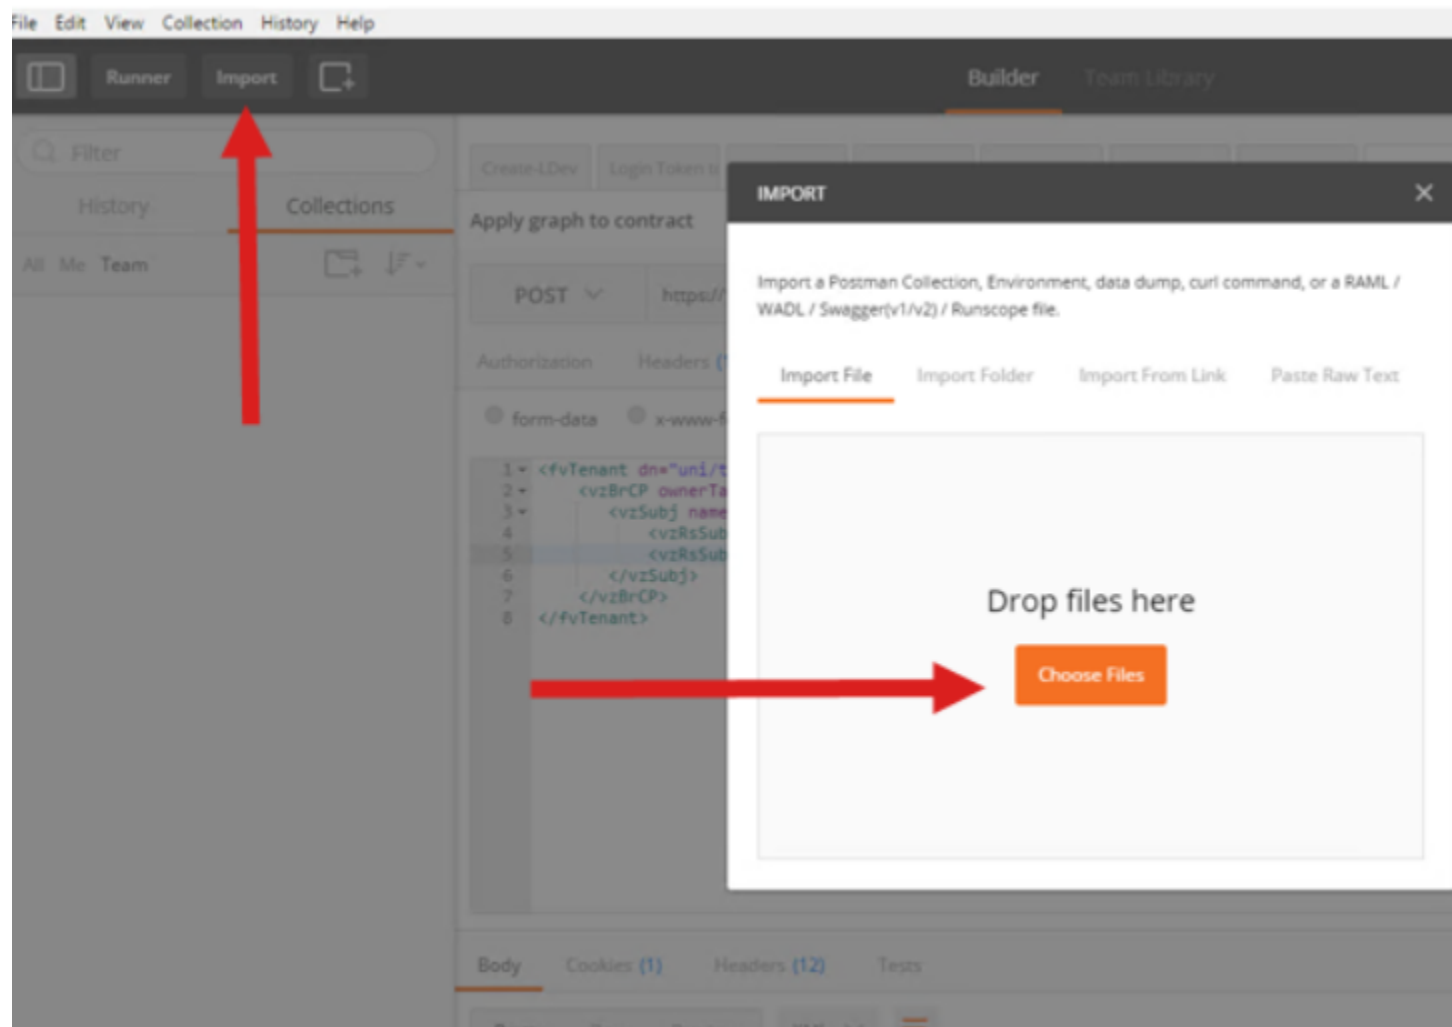 File Edit View Collection History Help
Runner Import Builder Team Library
Filter
History Collections
All Me Team
Create-LDev Login Token
Apply graph to contract
POST https://
Authorization Headers
form-data x-www-f
1 <fvTenant dn="uni/t
2 <vzBrCP ownerTa
3 <vzSubj name
4 <vzRsSub
5 <vzRsSub
6 </vzSubj>
7 </vzBrCP>
8 </fvTenant>
IMPORT
Import a Postman Collection, Environment, data dump, curl command, or a RAML /
WADL / Swagger(v1/v2) / Runscope file.
Import File Import Folder Import From Link Paste Raw Text
Drop files here
Choose Files
Body Cookies (1) Headers (12) Tests